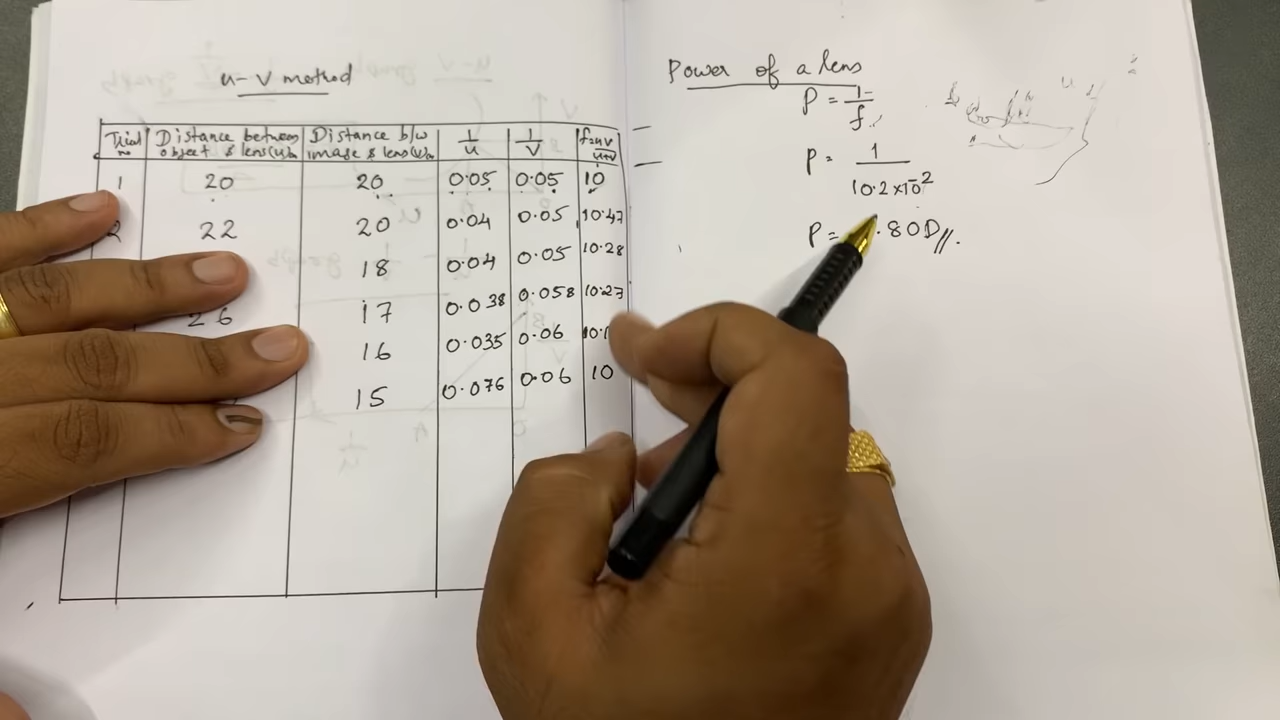 u-v method
Trial no | Distance between object & lens(u)cm | Distance b/w image & lens(v)cm | 1/u | 1/v | f=uv/u+v
1 | 20 | 20 | 0.05 | 0.05 | 10
2 | 22 | 20 | 0.04 | 0.05 | 10.47
18 | 0.04 | 0.05 | 10.28
26 | 17 | 0.038 | 0.058 | 10.27
16 | 0.035 | 0.06
15 | 0.076 | 0.06 | 10
Power of a lens
P = 1/f
P = 1/10.2×10⁻²
P = .80D//.